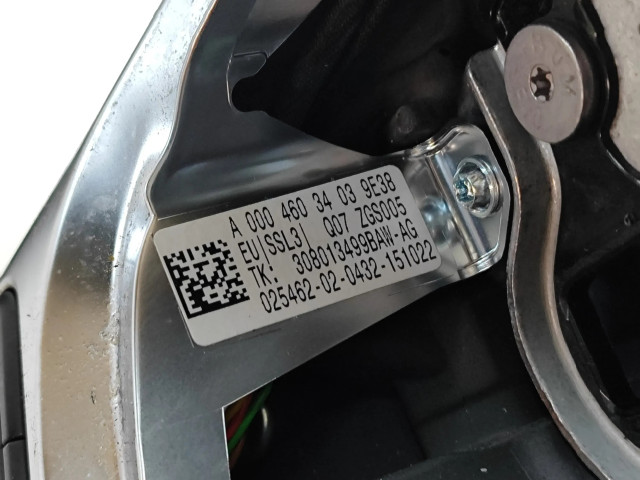 A 000 460 34 03 9E38
EU|SSL3| Q07 ZGS005
TK: 308013499BAW-AG
025462-02-0432-151022